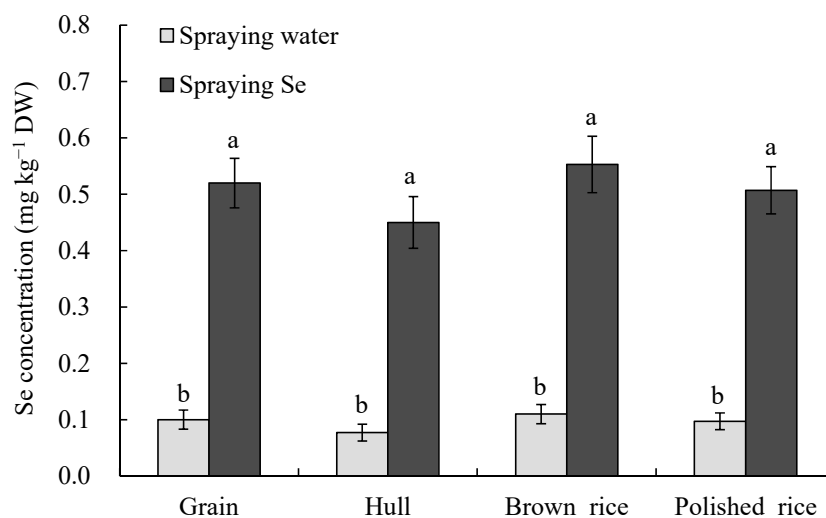 Se concentration (mg kg⁻¹ DW)
0.8
0.7
0.6
0.5
0.4
0.3
0.2
0.1
0.0
Spraying water
Spraying Se
a
a
a
a
b
b
b
b
Grain Hull Brown rice Polished rice